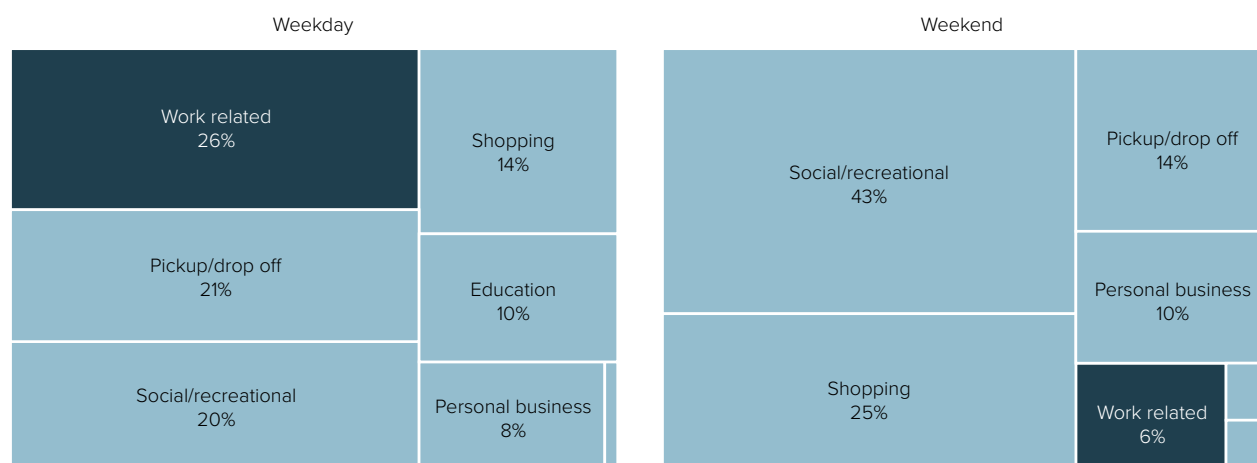 Weekday
Work related
26%
Shopping
14%
Pickup/drop off
21%
Education
10%
Social/recreational
20%
Personal business
8%
Weekend
Social/recreational
43%
Pickup/drop off
14%
Personal business
10%
Shopping
25%
Work related
6%